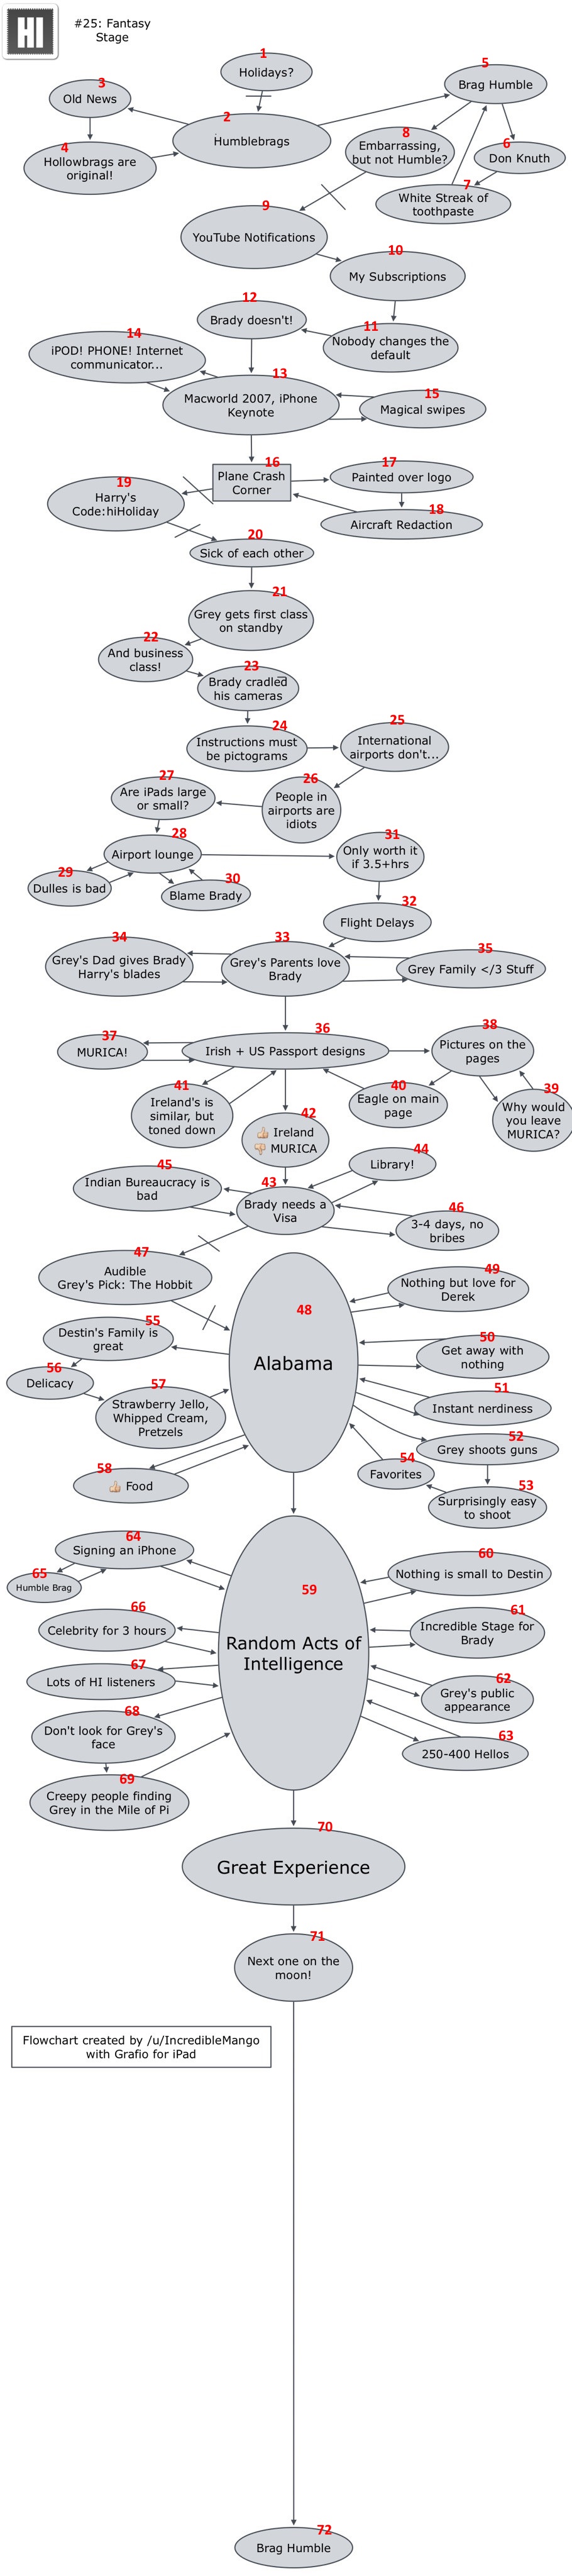 HI
#25: Fantasy
Stage
1
Holidays?
2
Humblebrags
3
Old News
4
Hollowbrags are
original!
5
Brag Humble
6
Don Knuth
7
White Streak of
toothpaste
8
Embarrassing,
but not Humble?
9
YouTube Notifications
10
My Subscriptions
11
Nobody changes the
default
12
Brady doesn't!
13
Macworld 2007, iPhone
Keynote
14
iPOD! PHONE! Internet
communicator...
15
Magical swipes
16
Plane Crash
Corner
17
Painted over logo
18
Aircraft Redaction
19
Harry's
Code:hiHoliday
20
Sick of each other
21
Grey gets first class
on standby
22
And business
class!
23
Brady cradled
his cameras
24
Instructions must
be pictograms
25
International
airports don't...
26
People in
airports are
idiots
27
Are iPads large
or small?
28
Airport lounge
29
Dulles is bad
30
Blame Brady
31
Only worth it
if 3.5+hrs
32
Flight Delays
33
Grey's Parents love
Brady
34
Grey's Dad gives Brady
Harry's blades
35
Grey Family </3 Stuff
36
Irish + US Passport designs
37
MURICA!
38
Pictures on the
pages
39
Why would
you leave
MURICA?
40
Eagle on main
page
41
Ireland's is
similar, but
toned down
42
👍 Ireland
👎 MURICA
43
Brady needs a
Visa
44
Library!
45
Indian Bureaucracy is
bad
46
3-4 days, no
bribes
47
Audible
Grey's Pick: The Hobbit
48
Alabama
49
Nothing but love for
Derek
50
Get away with
nothing
51
Instant nerdiness
52
Grey shoots guns
53
Surprisingly easy
to shoot
54
Favorites
55
Destin's Family is
great
56
Delicacy
57
Strawberry Jello,
Whipped Cream,
Pretzels
58
👍 Food
59
Random Acts of
Intelligence
60
Nothing is small to Destin
61
Incredible Stage for
Brady
62
Grey's public
appearance
63
250-400 Hellos
64
Signing an iPhone
65
Humble Brag
66
Celebrity for 3 hours
67
Lots of HI listeners
68
Don't look for Grey's
face
69
Creepy people finding
Grey in the Mile of Pi
70
Great Experience
71
Next one on the
moon!
Flowchart created by /u/IncredibleMango
with Grafio for iPad
72
Brag Humble